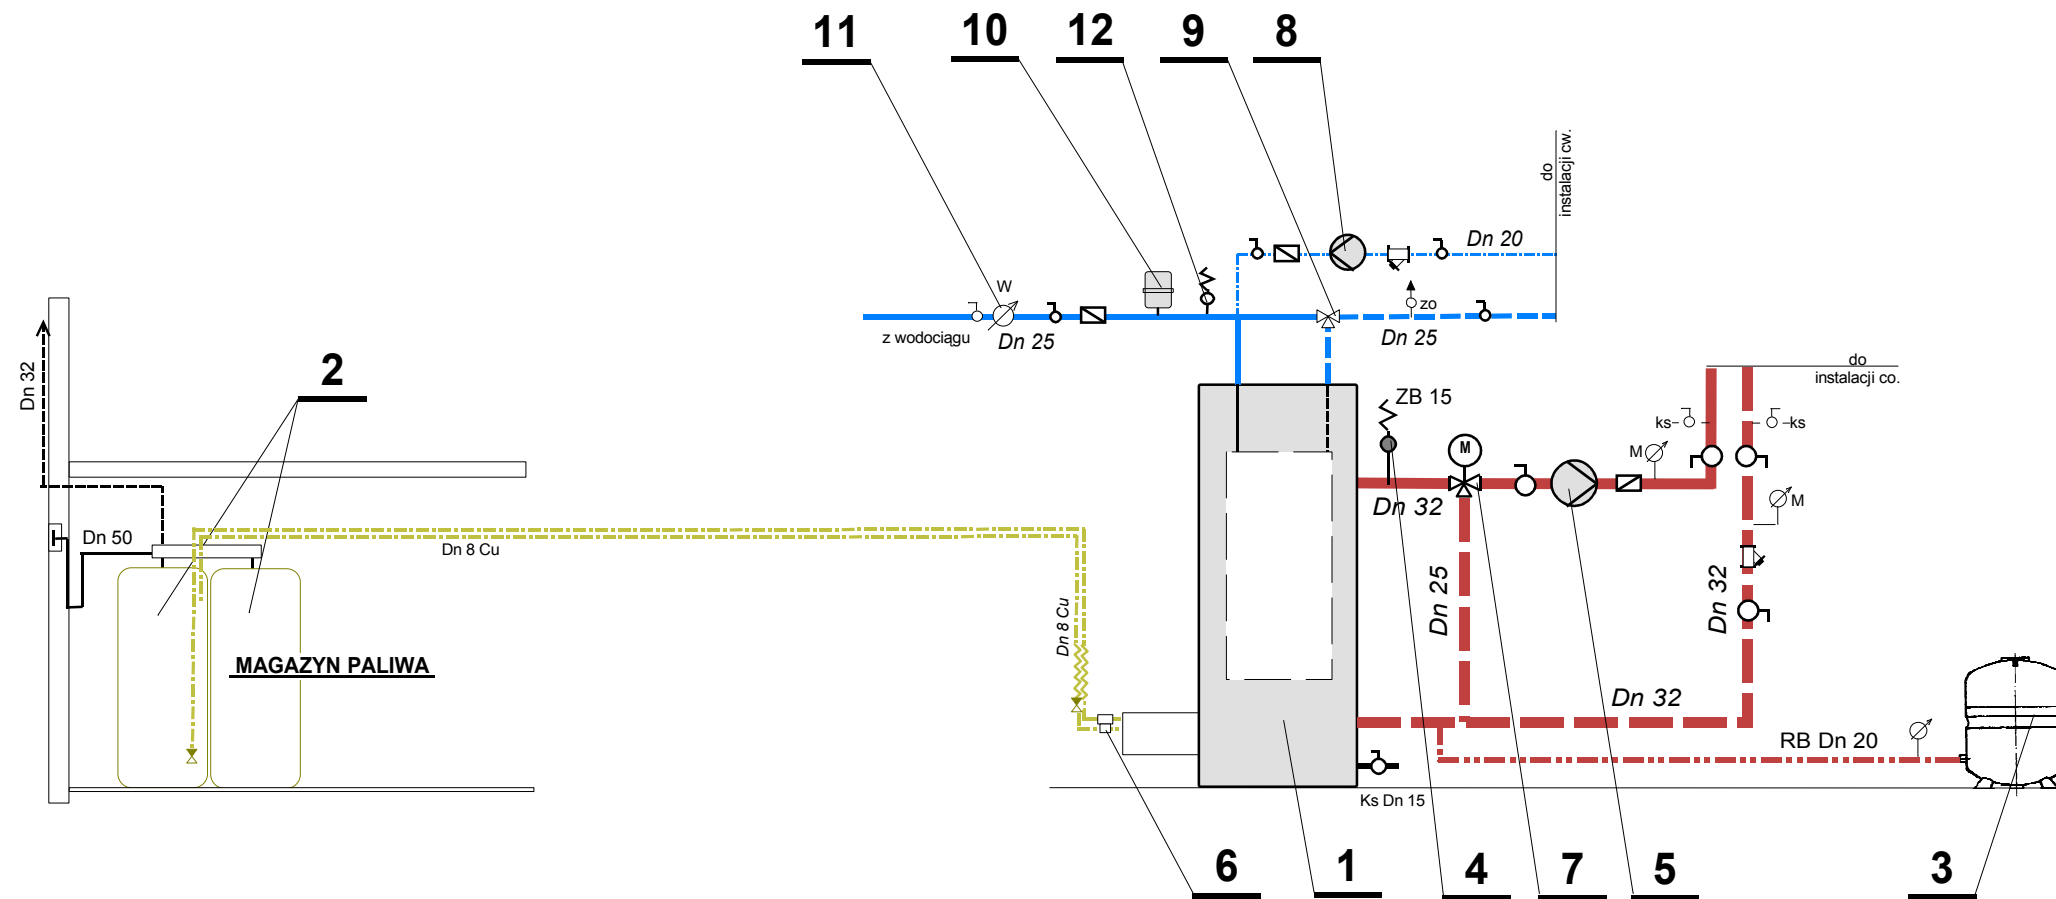 11
10
12
9
8
do
instalacji cw.
Dn 20
W
zo
z wodociągu
Dn 25
Dn 25
Dn 32
2
do
instalacji co.
ZB 15
ks
ks
M
M
M
Dn 32
Dn 50
Dn 8 Cu
Dn 25
Dn 32
Dn 8 Cu
MAGAZYN PALIWA
Dn 32
RB Dn 20
Ks Dn 15
6
1
4
7
5
3